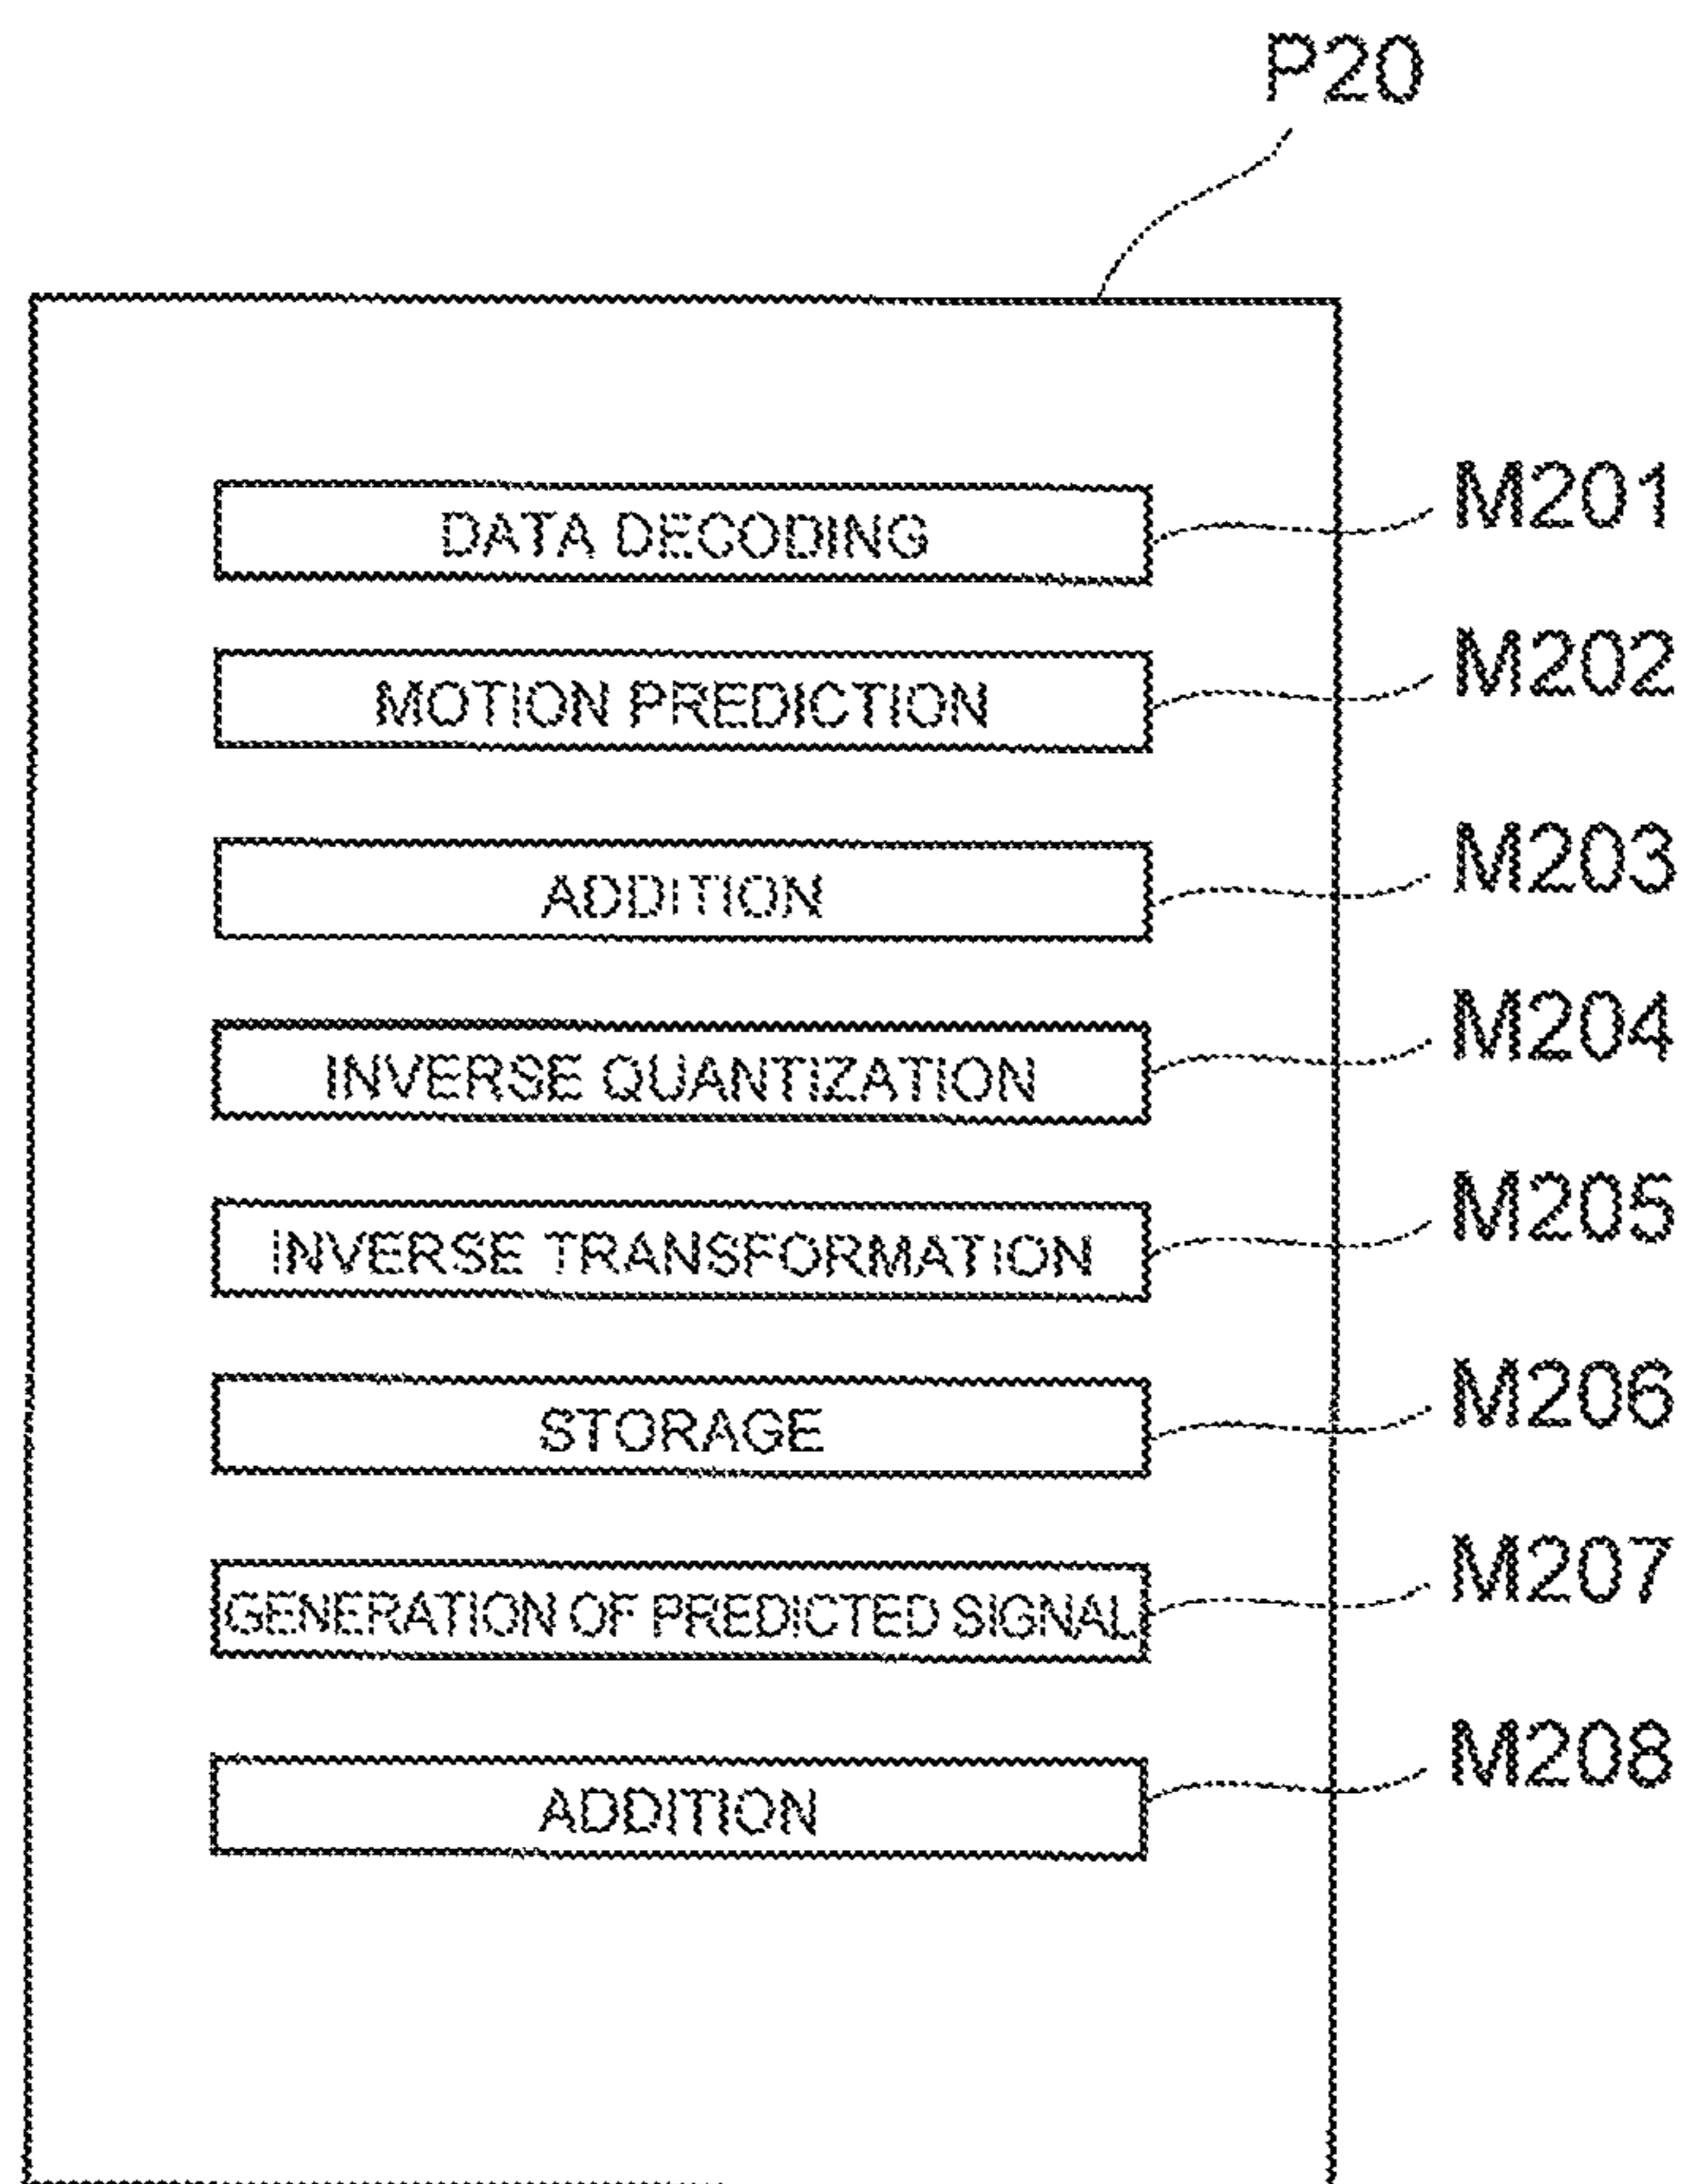 P20
DATA DECODING M201
MOTION PREDICTION M202
ADDITION M203
INVERSE QUANTIZATION M204
INVERSE TRANSFORMATION M205
STORAGE M206
GENERATION OF PREDICTED SIGNAL M207
ADDITION M208